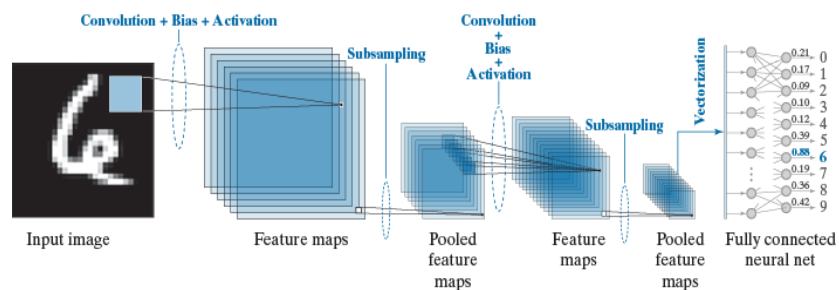 Convolution + Bias + Activation
Subsampling
Convolution
+
Bias
+
Activation
Subsampling
Vectorization
0.21 0
0.17 1
0.09 2
0.10 3
0.12 4
0.39 5
0.88 6
0.19 7
0.36 8
0.42 9
Input image
Feature maps
Pooled
feature
maps
Feature
maps
Pooled
feature
maps
Fully connected
neural net